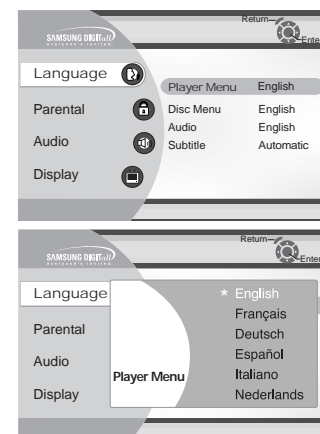 Return
SAMSUNG DIGITall
everyone's invited.
Enter
Language
Player Menu English
Parental
Disc Menu English
Audio English
Audio
Subtitle Automatic
Display
Return
SAMSUNG DIGITall
everyone's invited.
Enter
Language
* English
Français
Parental
Deutsch
Audio
Español
Player Menu
Italiano
Display
Nederlands